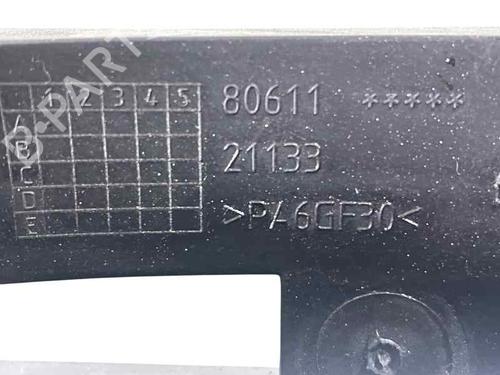 B-PARTS
1 2 3 4 5
A
B
C
D
E
80611 *****
21133
>PA6GF30<